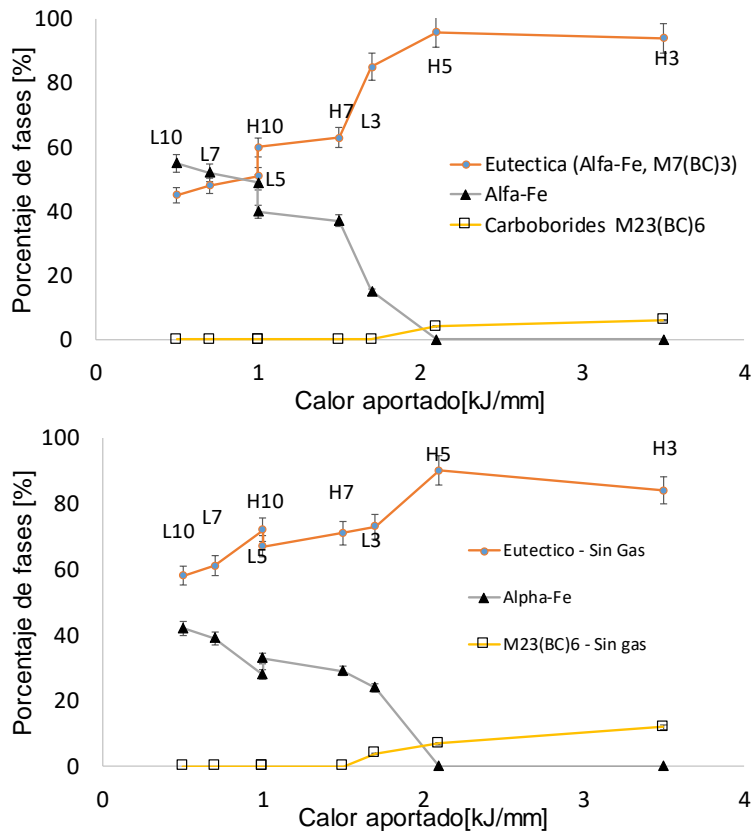 Porcentaje de fases [%]
100
80
60
40
20
0
L10
L7
H10
L5
H7
L3
H5
H3
Eutectica (Alfa-Fe, M7(BC)3)
Alfa-Fe
Carboborides M23(BC)6
0
1
2
3
4
Calor aportado[kJ/mm]
Porcentaje de fases [%]
100
80
60
40
20
0
L10
L7
H10
L5
H7
L3
H5
H3
Eutectico - Sin Gas
Alpha-Fe
M23(BC)6 - Sin gas
0
1
2
3
4
Calor aportado[kJ/mm]